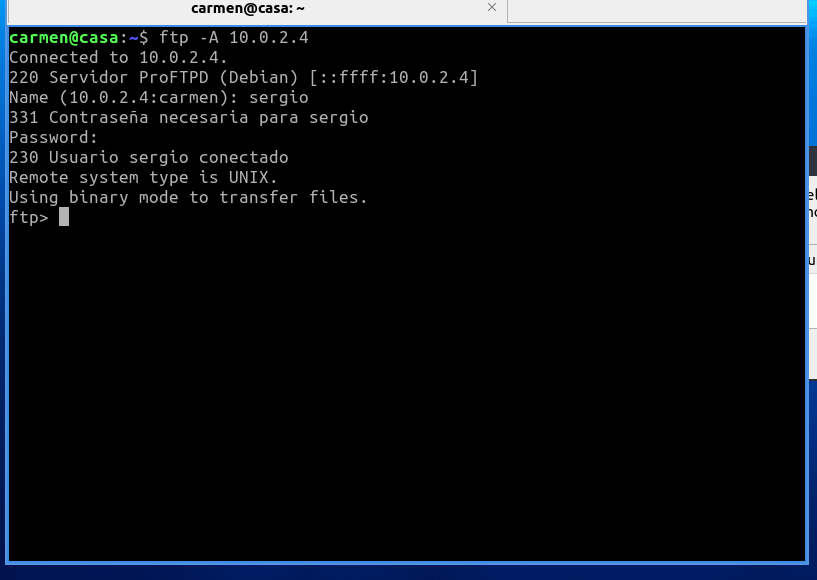 carmen@casa: ~
carmen@casa:~$ ftp -A 10.0.2.4
Connected to 10.0.2.4.
220 Servidor ProFTPD (Debian) [::ffff:10.0.2.4]
Name (10.0.2.4:carmen): sergio
331 Contraseña necesaria para sergio
Password:
230 Usuario sergio conectado
Remote system type is UNIX.
Using binary mode to transfer files.
ftp>